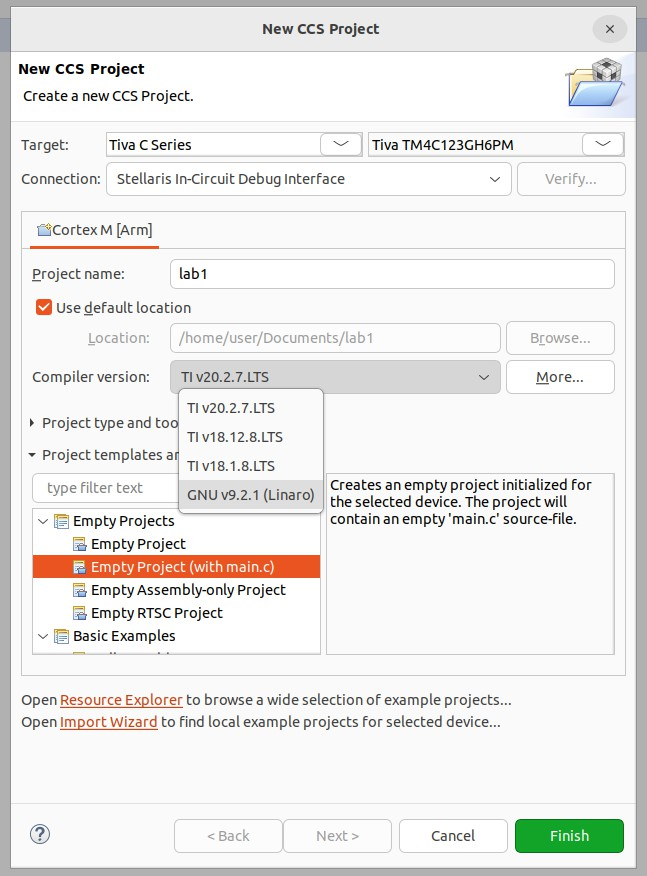 New CCS Project
New CCS Project
Create a new CCS Project.
Target: Tiva C Series Tiva TM4C123GH6PM
Connection: Stellaris In-Circuit Debug Interface Verify...
Cortex M [Arm]
Project name: lab1
Use default location
Location: /home/user/Documents/lab1 Browse...
Compiler version: TI v20.2.7.LTS More...
TI v20.2.7.LTS
Project type and too
TI v18.12.8.LTS
Project templates an
TI v18.1.8.LTS
type filter text
GNU v9.2.1 (Linaro)
Creates an empty project initialized for
the selected device. The project will
contain an empty 'main.c' source-file.
Empty Projects
Empty Project
Empty Project (with main.c)
Empty Assembly-only Project
Empty RTSC Project
Basic Examples
Open Resource Explorer to browse a wide selection of example projects...
Open Import Wizard to find local example projects for selected device...
? < Back Next > Cancel Finish